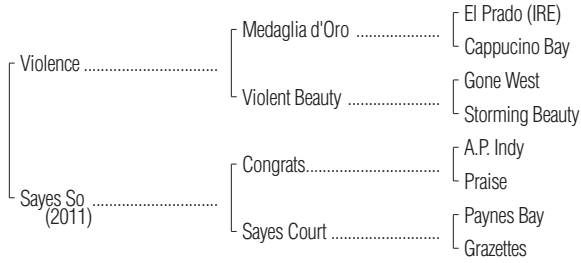 El Prado (IRE)
Medaglia d'Oro ....................
Cappucino Bay
Violence ................................
Gone West
Violent Beauty ......................
Storming Beauty
A.P. Indy
Congrats................................
Praise
Sayes So ..............................
(2011)
Paynes Bay
Sayes Court ..........................
Grazettes